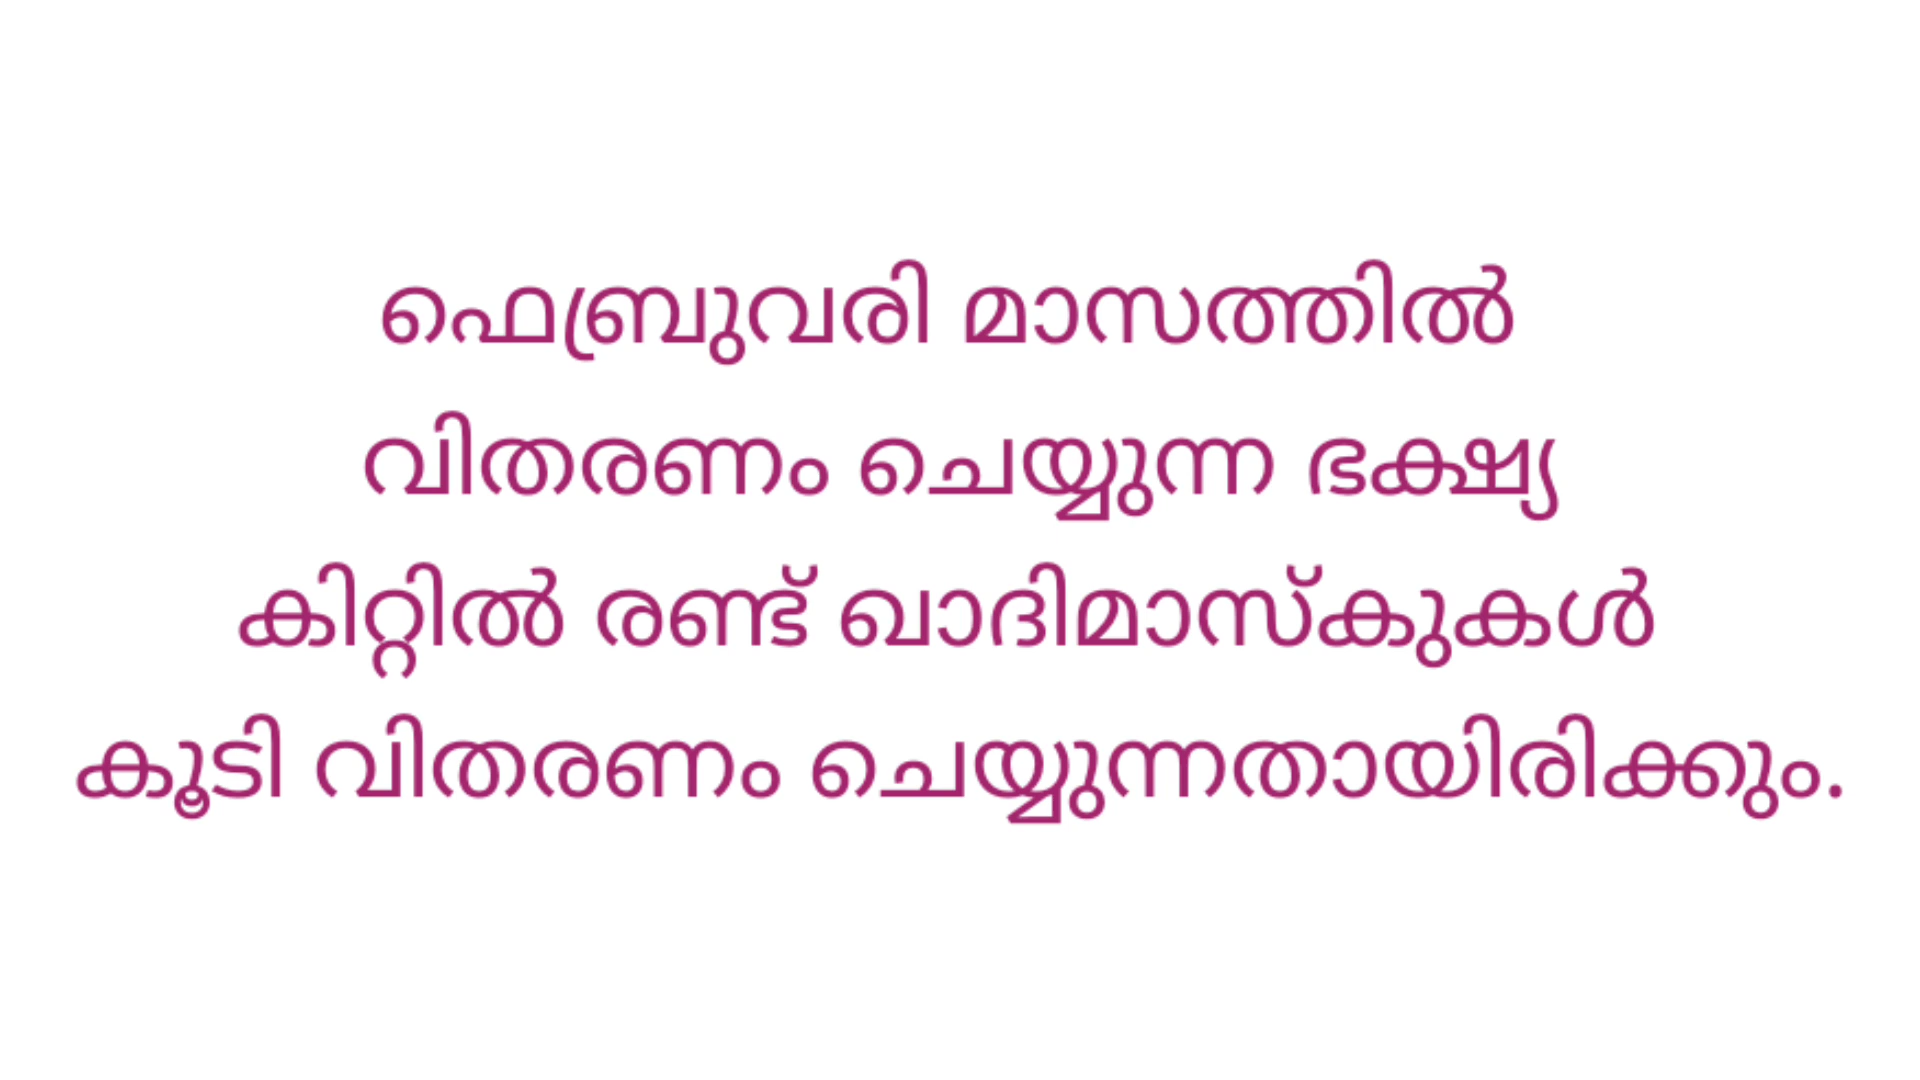 ഫെബ്രുവരി മാസത്തിൽ
വിതരണം ചെയ്യുന്ന ഭക്ഷ്യ
കിറ്റിൽ രണ്ട് ഖാദിമാസ്കുകൾ
കൂടി വിതരണം ചെയ്യുന്നതായിരിക്കും.